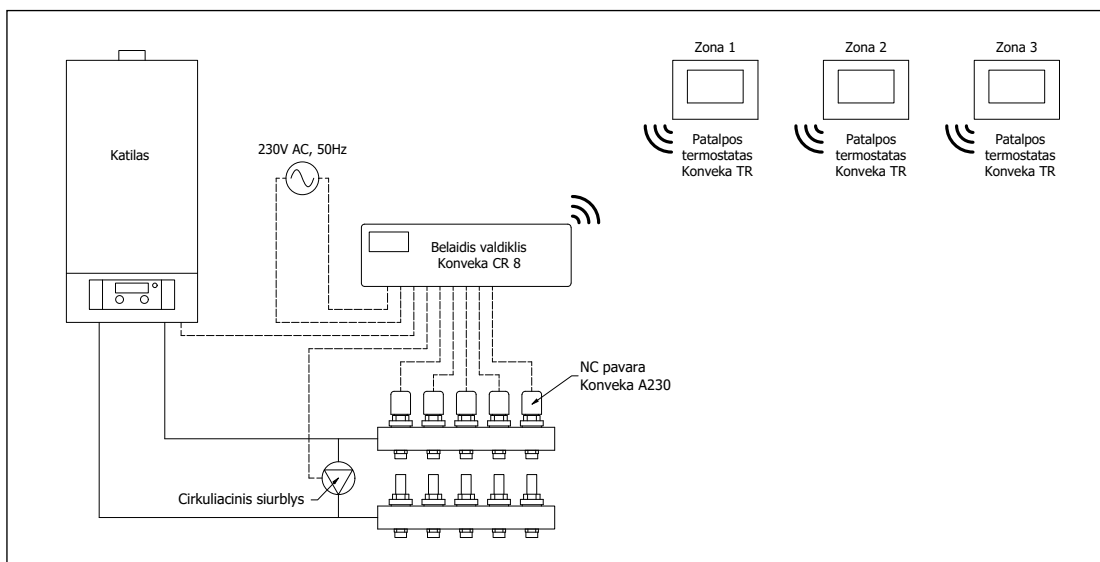 Zona 1
Zona 2
Zona 3
Patalpos
termostatas
Konveka TR
Patalpos
termostatas
Konveka TR
Patalpos
termostatas
Konveka TR
Katilas
230V AC, 50Hz
Belaidis valdiklis
Konveka CR 8
NC pavara
Konveka A230
Cirkuliacinis siurblys